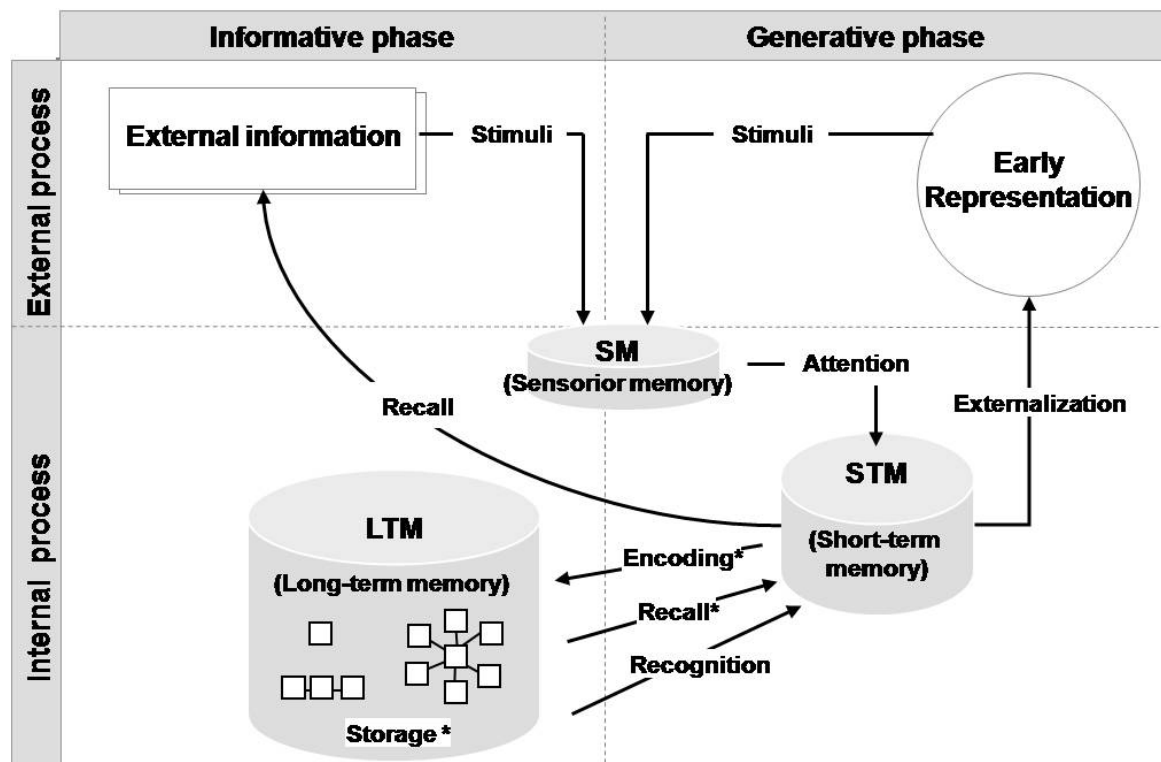 Informative phase
Generative phase
External process
External information
Stimuli
Stimuli
Early
Representation
SM
(Sensorior memory)
Attention
Recall
Externalization
Internal process
STM
(Short-term
memory)
LTM
(Long-term memory)
Encoding*
Recall*
Recognition
Storage *